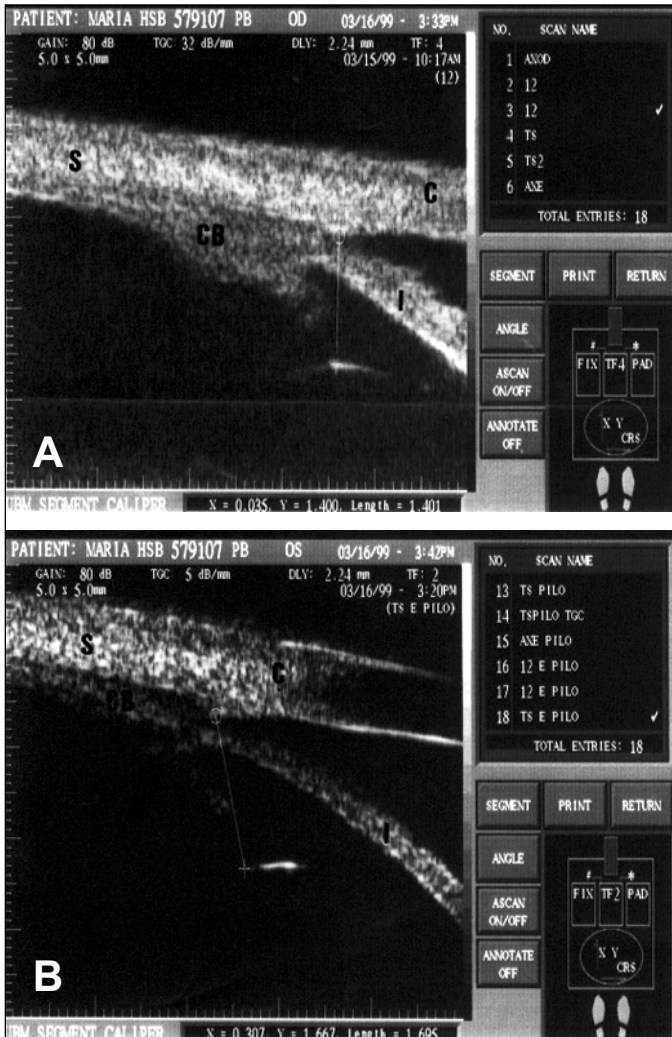 PATIENT: MARIA HSB 579107 PB OD 03/16/99 - 3:33PM
GAIN: 80 dB TGC: 32 dB/mm DLY: 2.24 mm TF: 4
5.0 x 5.0mm 03/15/99 - 10:17AM
(12)
S
C
CB
I
A
UBM SEGMENT CALIPER X = 0.035, Y = 1.400, Length = 1.401
NO. SCAN NAME
1 AXOD
2 12
3 12 ✓
4 TS
5 TS2
6 AXE
TOTAL ENTRIES: 18
SEGMENT PRINT RETURN
ANGLE
ASCAN ON/OFF
ANNOTATE OFF
# *
FIX TF4 PAD
X Y
CRS
PATIENT: MARIA HSB 579107 PB OS 03/16/99 - 3:42PM
GAIN: 80 dB TGC: 5 dB/mm DLY: 2.24 mm TF: 2
5.0 x 5.0mm 03/16/99 - 3:20PM
(TS E PILO)
S
C
CB
I
B
UBM SEGMENT CALIPER X = 0.307, Y = 1.667, Length = 1.695
NO. SCAN NAME
13 TS PILO
14 TSPILO TGC
15 AXE PILO
16 12 E PILO
17 12 E PILO
18 TS E PILO ✓
TOTAL ENTRIES: 18
SEGMENT PRINT RETURN
ANGLE
ASCAN ON/OFF
ANNOTATE OFF
# *
FIX TF2 PAD
X Y
CRS